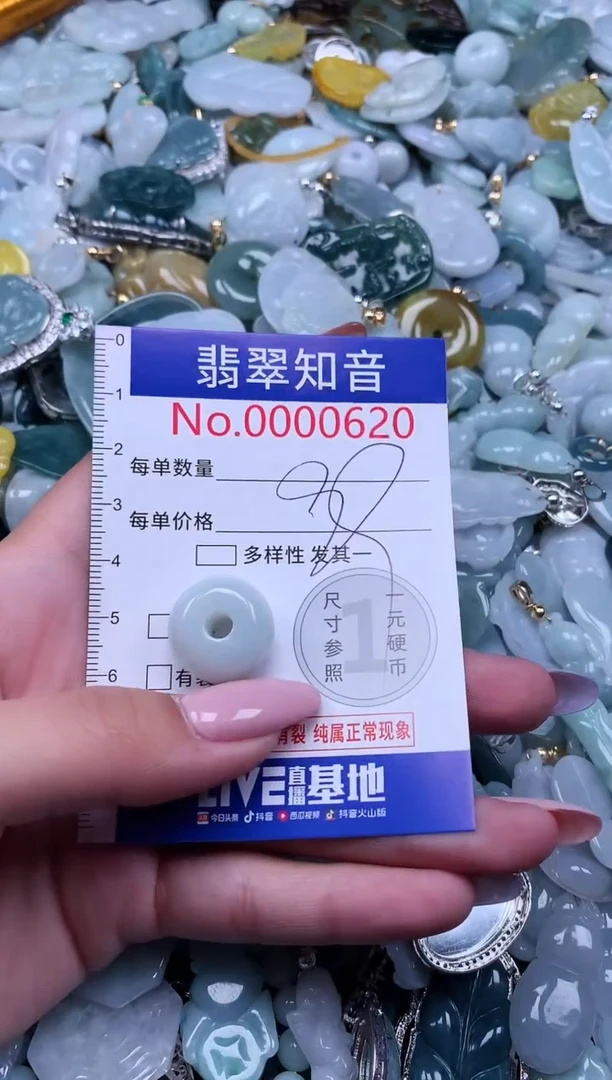 0
翡翠知音
1
No.0000620
2
每单数量
3
每单价格
4
多样性 发其一
5
尺寸参照
1
一元硬币
6
有裂 纯属正常现象
LIVE直播基地
今日头条 抖音 西瓜视频 抖音火山版